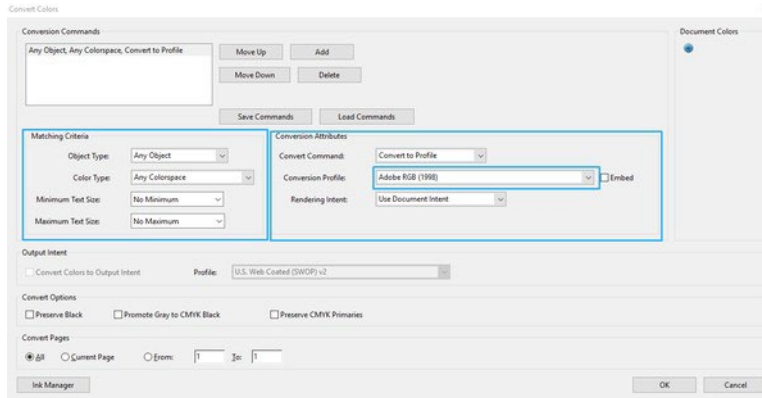 Convert Colors
Conversion Commands
Document Colors
Any Object, Any Colorspace, Convert to Profile
Move Up
Add
Move Down
Delete
Save Commands
Load Commands
Matching Criteria
Conversion Attributes
Object Type: Any Object
Convert Command: Convert to Profile
Color Type: Any Colorspace
Conversion Profile: Adobe RGB (1998)
Embed
Minimum Text Size: No Minimum
Rendering Intent: Use Document Intent
Maximum Text Size: No Maximum
Output Intent
Convert Colors to Output Intent
Profile: U.S. Web Coated (SWOP) v2
Convert Options
Preserve Black
Promote Gray to CMYK Black
Preserve CMYK Primaries
Convert Pages
All
Current Page
From: 1
To: 1
Ink Manager
OK
Cancel